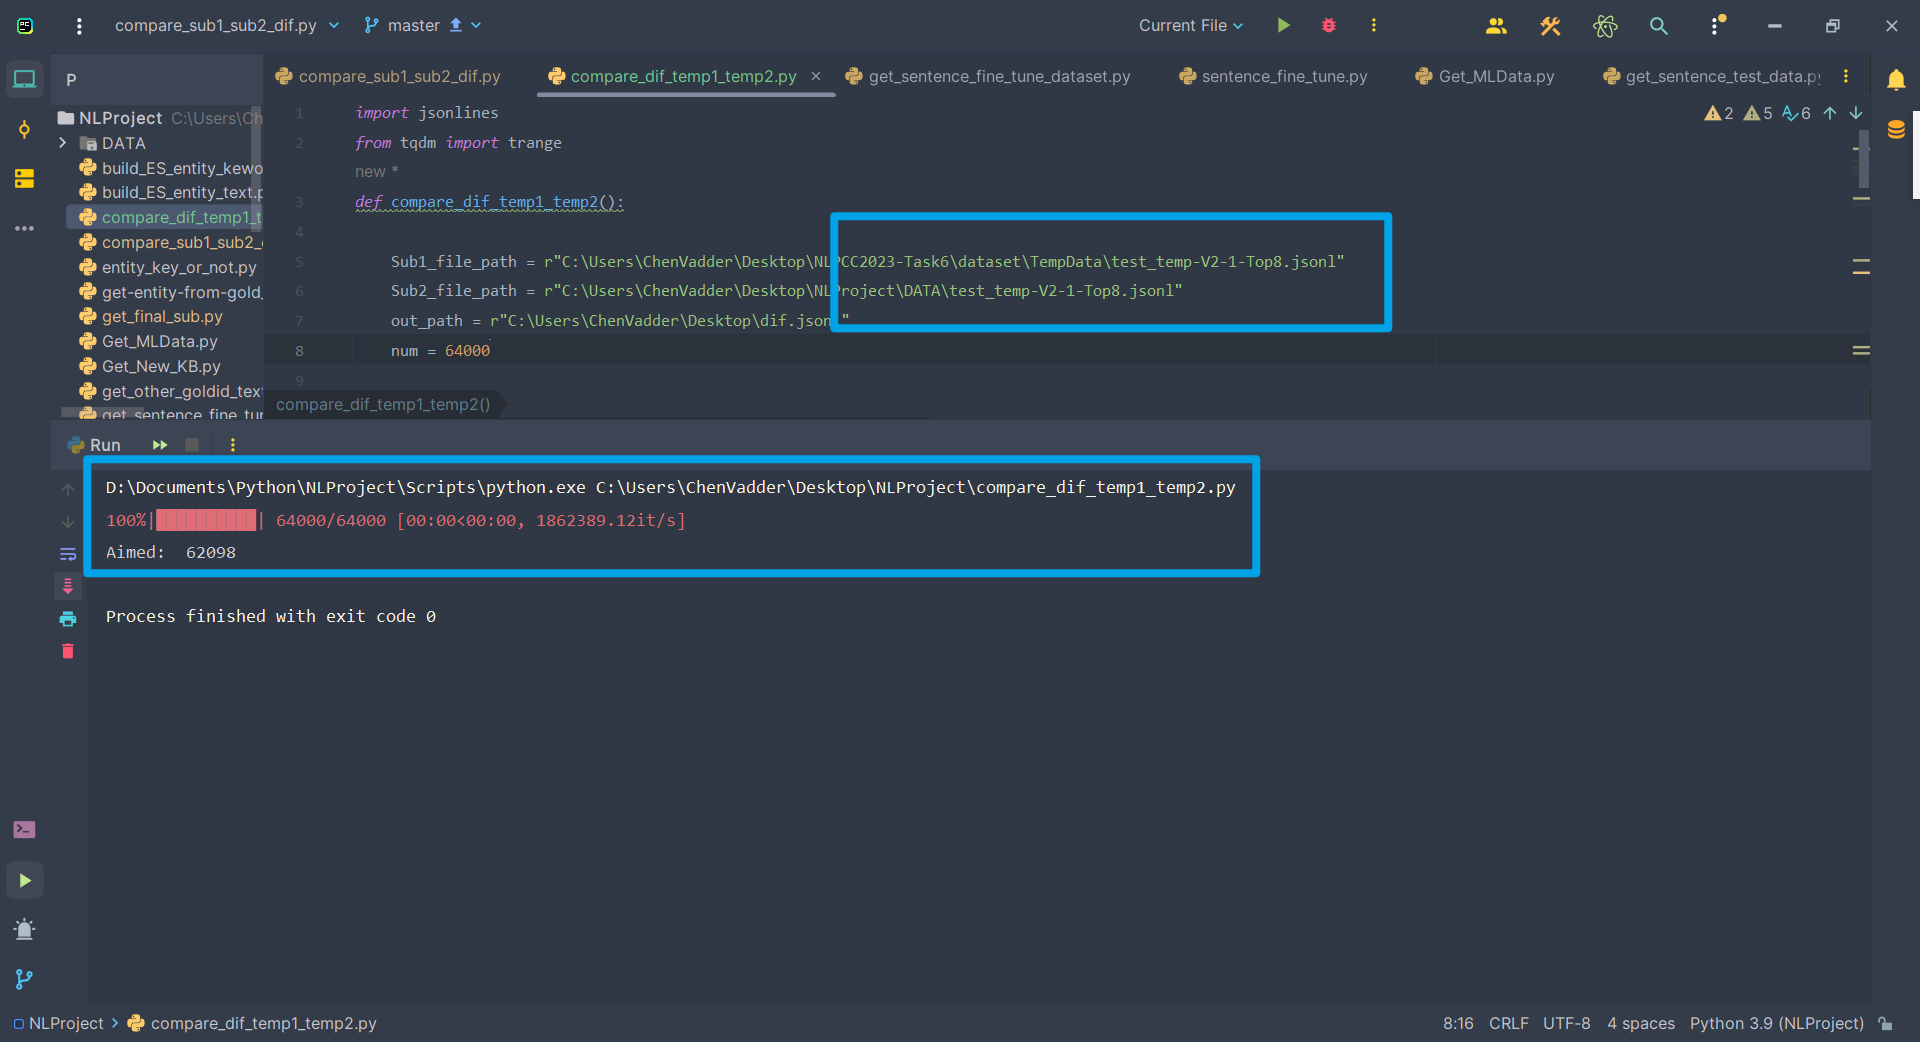 compare_sub1_sub2_dif.py
master
Current File
P
compare_sub1_sub2_dif.py
compare_dif_temp1_temp2.py
get_sentence_fine_tune_dataset.py
sentence_fine_tune.py
Get_MLData.py
get_sentence_test_data.py
NLProject C:\Users\Ch
DATA
build_ES_entity_kewo
build_ES_entity_text.p
compare_dif_temp1_t
compare_sub1_sub2_
entity_key_or_not.py
get-entity-from-gold_
get_final_sub.py
Get_MLData.py
Get_New_KB.py
get_other_goldid_text
get_sentence_fine_tun
1 import jsonlines
2 from tqdm import trange
new *
3 def compare_dif_temp1_temp2():
4
5 Sub1_file_path = r"C:\Users\ChenVadder\Desktop\NLPCC2023-Task6\dataset\TempData\test_temp-V2-1-Top8.jsonl"
6 Sub2_file_path = r"C:\Users\ChenVadder\Desktop\NLProject\DATA\test_temp-V2-1-Top8.jsonl"
7 out_path = r"C:\Users\ChenVadder\Desktop\dif.json "
8 num = 64000
9
2 5 6
compare_dif_temp1_temp2()
Run
D:\Documents\Python\NLProject\Scripts\python.exe C:\Users\ChenVadder\Desktop\NLProject\compare_dif_temp1_temp2.py
100%|██████████| 64000/64000 [00:00<00:00, 1862389.12it/s]
Aimed:  62098
Process finished with exit code 0
NLProject > compare_dif_temp1_temp2.py
8:16 CRLF UTF-8 4 spaces Python 3.9 (NLProject)